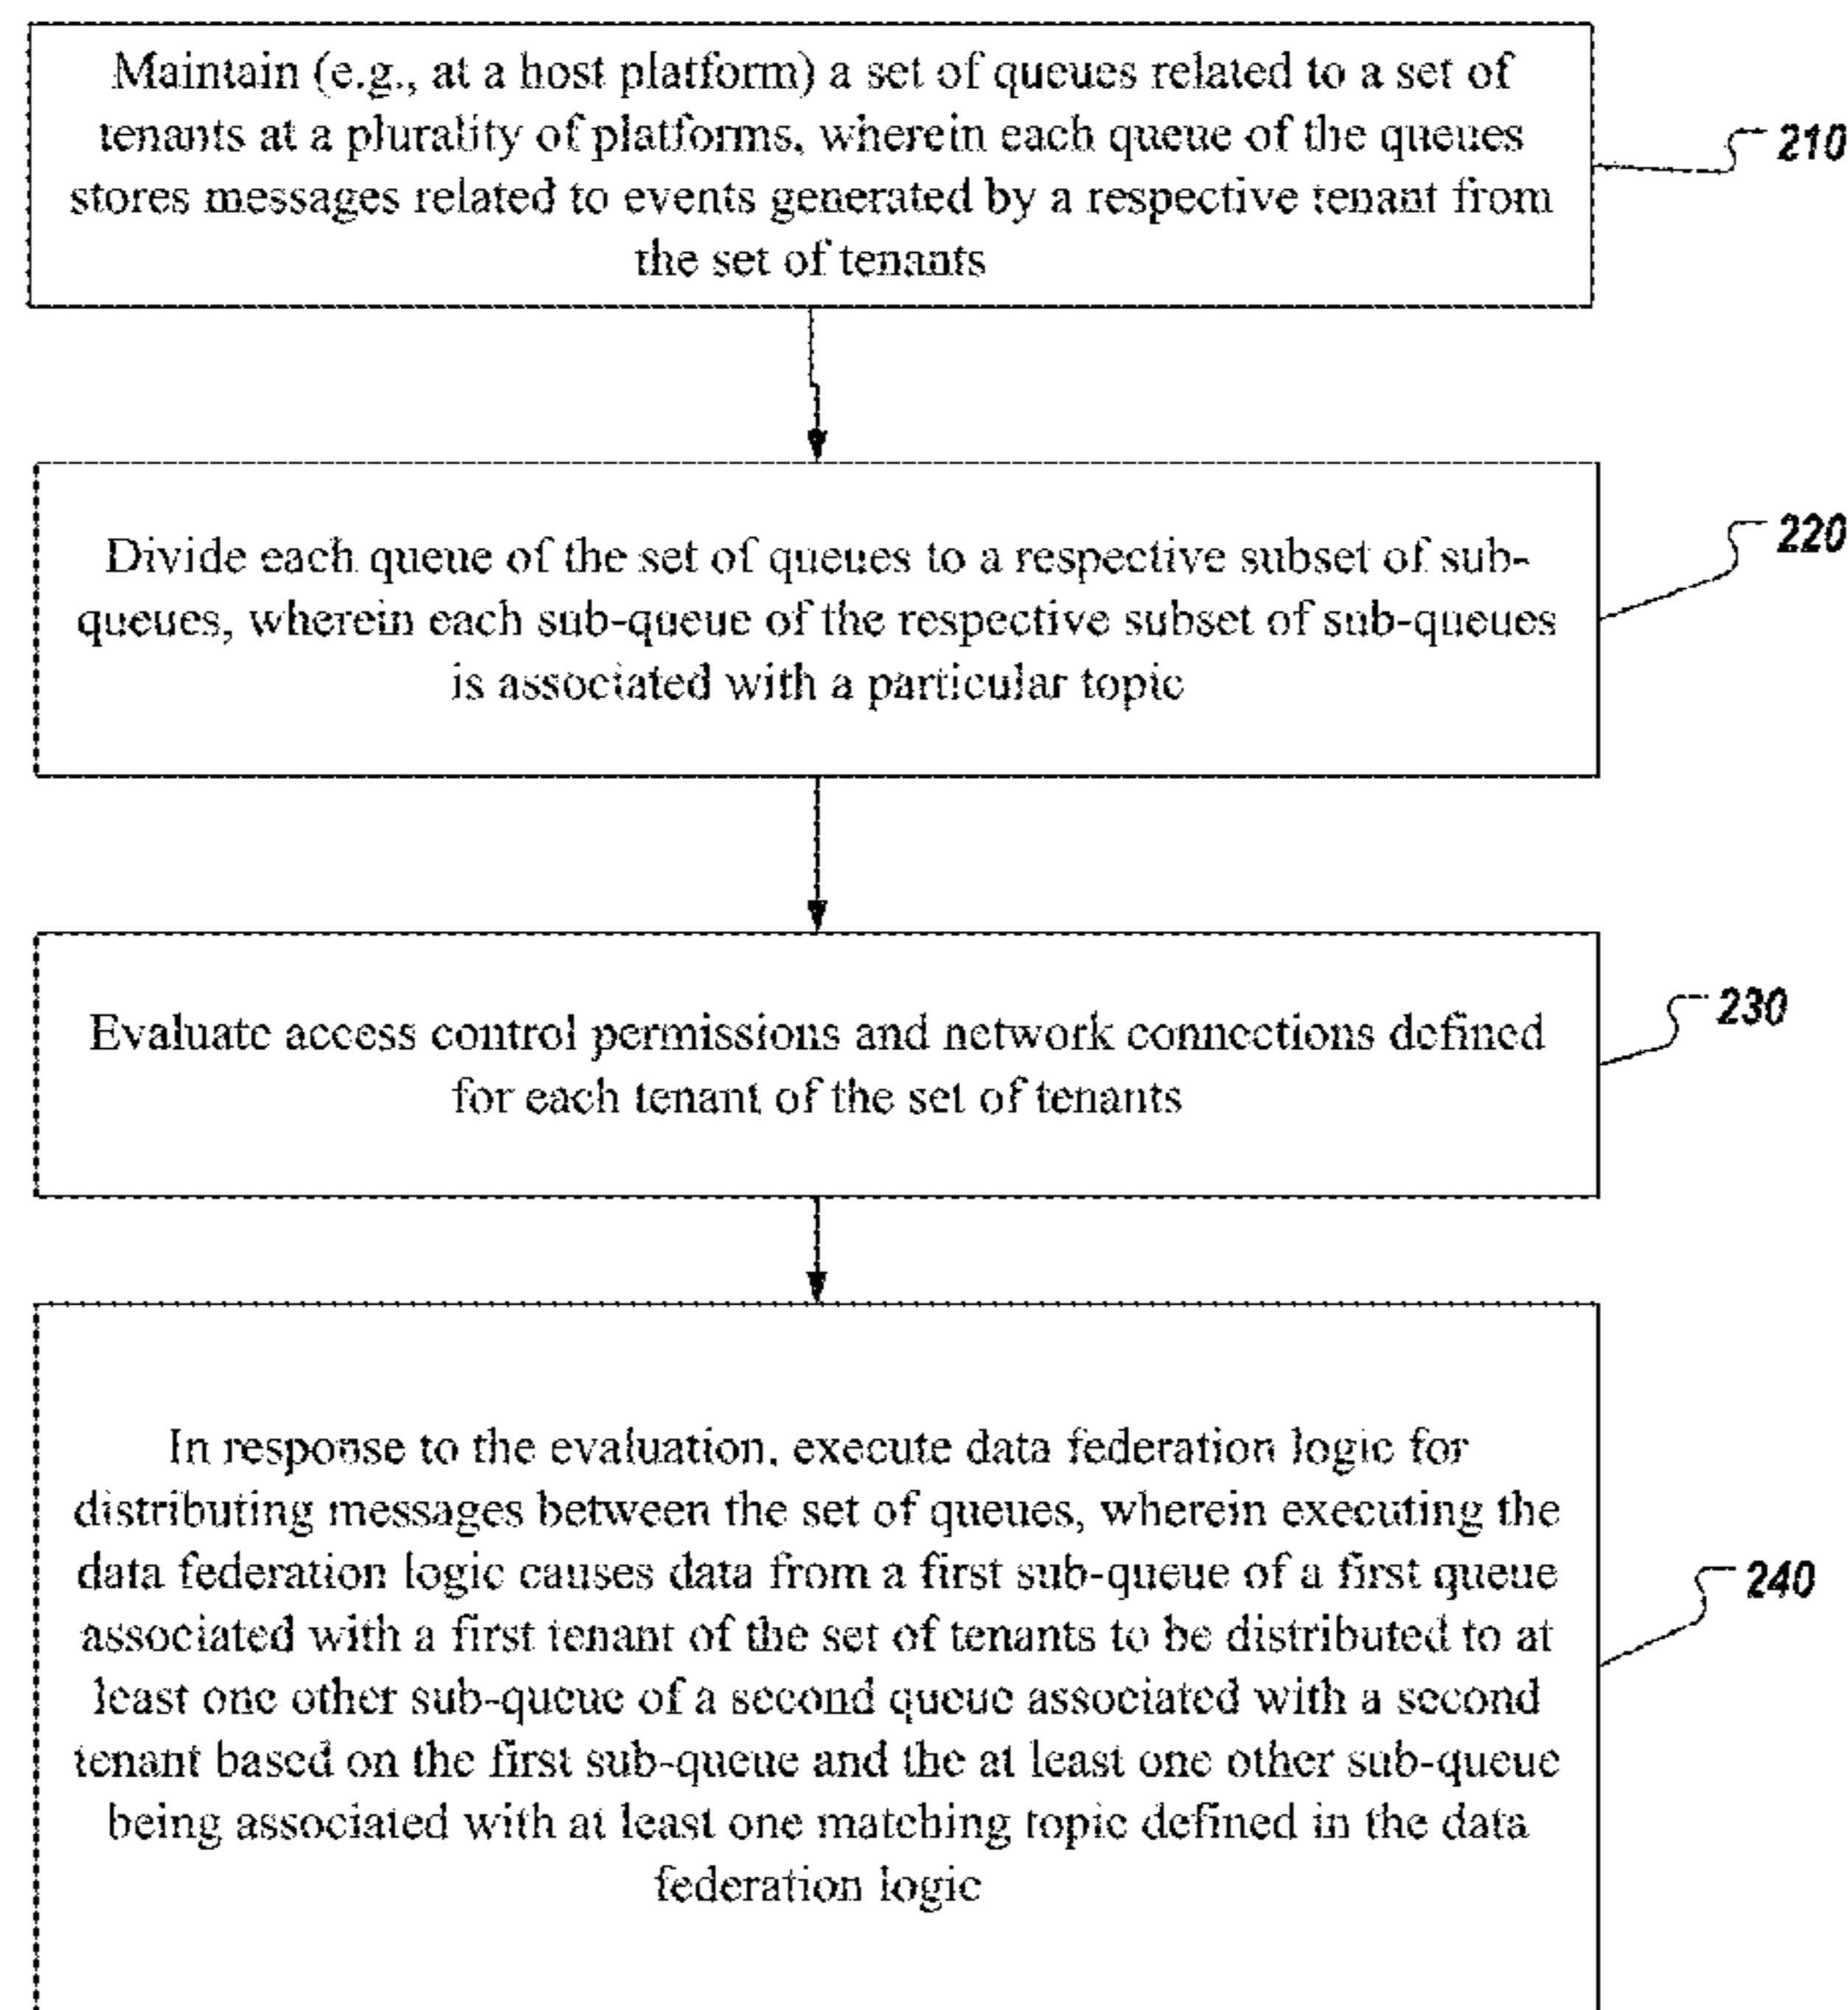 Maintain (e.g., at a host platform) a set of queues related to a set of
tenants at a plurality of platforms, wherein each queue of the queues
stores messages related to events generated by a respective tenant from
the set of tenants
210
Divide each queue of the set of queues to a respective subset of sub-
queues, wherein each sub-queue of the respective subset of sub-queues
is associated with a particular topic
220
Evaluate access control permissions and network connections defined
for each tenant of the set of tenants
230
In response to the evaluation, execute data federation logic for
distributing messages between the set of queues, wherein executing the
data federation logic causes data from a first sub-queue of a first queue
associated with a first tenant of the set of tenants to be distributed to at
least one other sub-queue of a second queue associated with a second
tenant based on the first sub-queue and the at least one other sub-queue
being associated with at least one matching topic defined in the data
federation logic
240